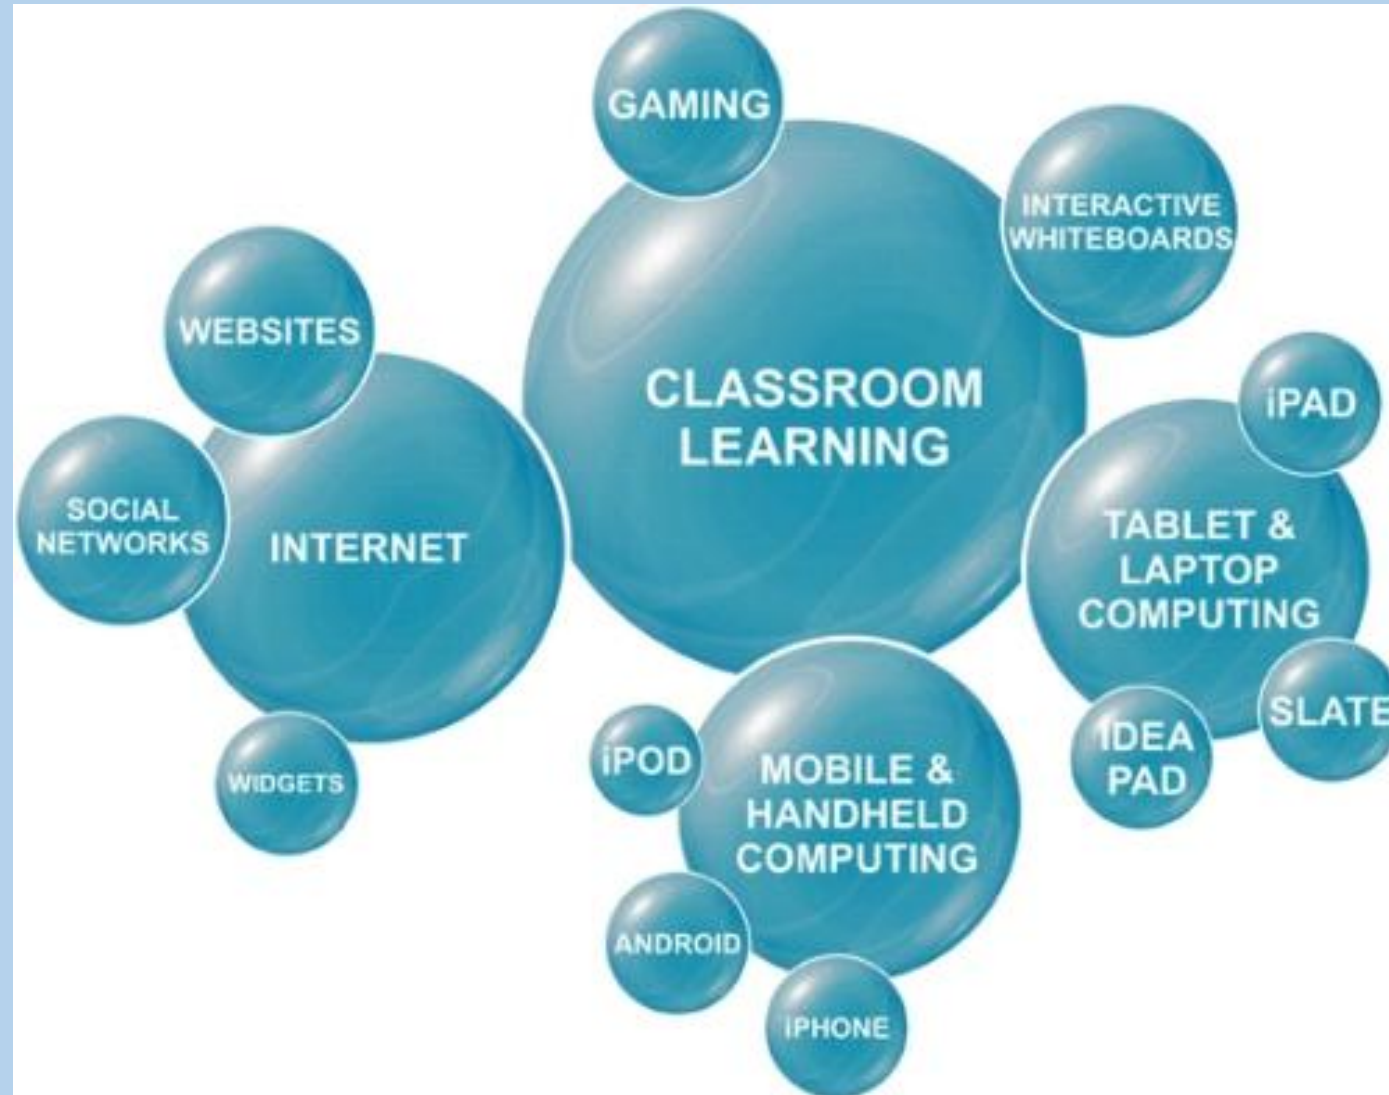 GAMING
INTERACTIVE
WHITEBOARDS
WEBSITES
CLASSROOM
LEARNING
iPAD
SOCIAL
NETWORKS
INTERNET
TABLET &
LAPTOP
COMPUTING
WIDGETS
iPOD
MOBILE &
HANDHELD
COMPUTING
IDEA
PAD
SLATE
ANDROID
iPHONE